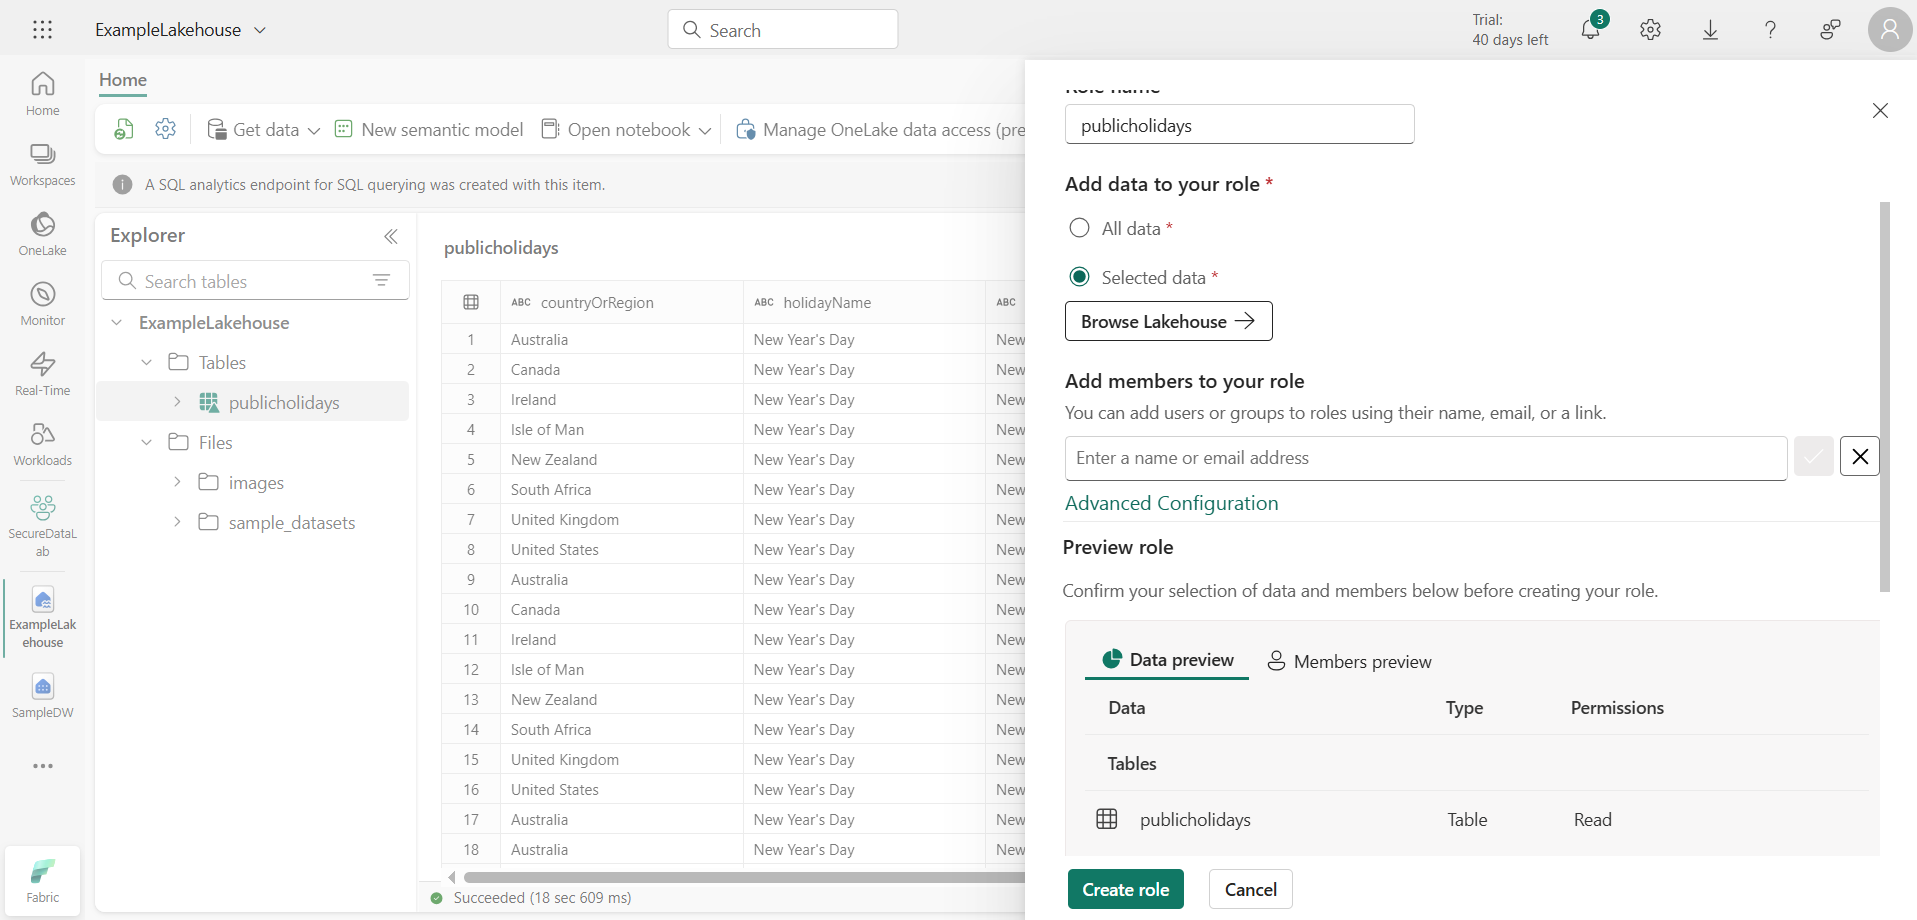 ExampleLakehouse
Search
Trial:
40 days left
3
Home
Workspaces
OneLake
Monitor
Real-Time
Workloads
SecureDataL
ab
ExampleLak
ehouse
SampleDW
Fabric
Home
Get data
New semantic model
Open notebook
Manage OneLake data access (pre
A SQL analytics endpoint for SQL querying was created with this item.
Explorer
Search tables
ExampleLakehouse
Tables
publicholidays
Files
images
sample_datasets
publicholidays
ABC countryOrRegion ABC holidayName ABC
1 Australia New Year's Day New
2 Canada New Year's Day New
3 Ireland New Year's Day New
4 Isle of Man New Year's Day New
5 New Zealand New Year's Day New
6 South Africa New Year's Day New
7 United Kingdom New Year's Day New
8 United States New Year's Day New
9 Australia New Year's Day New
10 Canada New Year's Day New
11 Ireland New Year's Day New
12 Isle of Man New Year's Day New
13 New Zealand New Year's Day New
14 South Africa New Year's Day New
15 United Kingdom New Year's Day New
16 United States New Year's Day New
17 Australia New Year's Day New
18 Australia New Year's Day New
Succeeded (18 sec 609 ms)
Role name
publicholidays
Add data to your role *
All data *
Selected data *
Browse Lakehouse
Add members to your role
You can add users or groups to roles using their name, email, or a link.
Enter a name or email address
Advanced Configuration
Preview role
Confirm your selection of data and members below before creating your role.
Data preview
Members preview
Data Type Permissions
Tables
publicholidays Table Read
Create role
Cancel